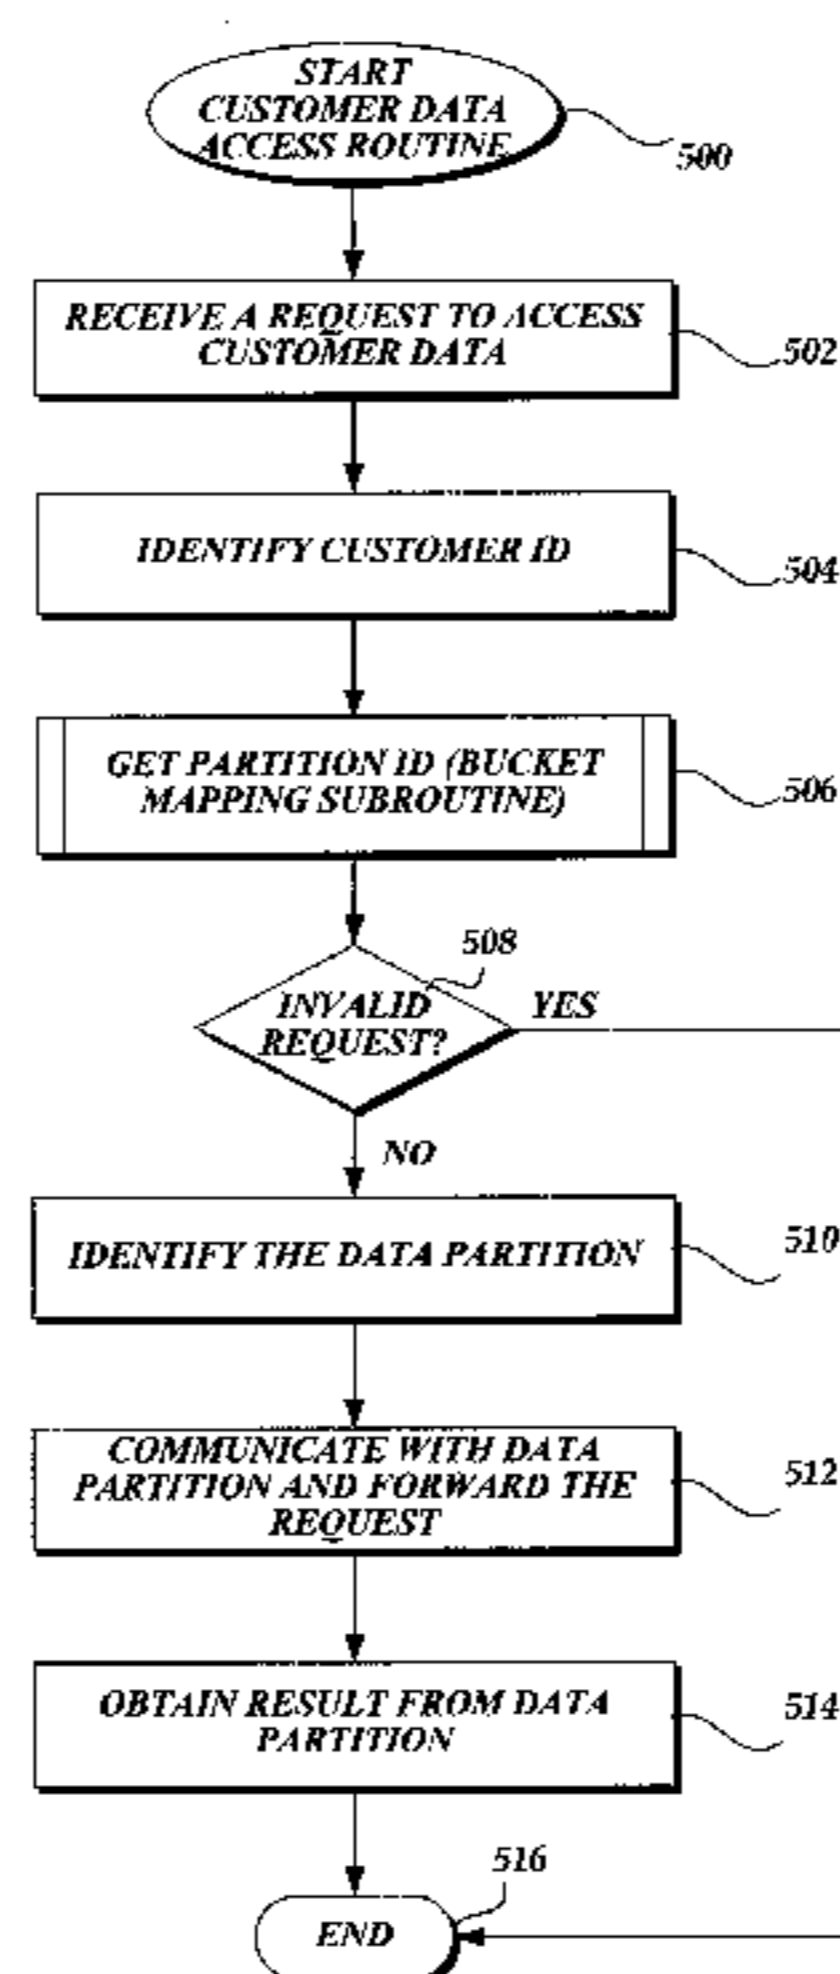 START
CUSTOMER DATA
ACCESS ROUTINE
500
RECEIVE A REQUEST TO ACCESS
CUSTOMER DATA
502
IDENTIFY CUSTOMER ID
504
GET PARTITION ID (BUCKET
MAPPING SUBROUTINE)
506
508
INVALID
REQUEST?
YES
NO
IDENTIFY THE DATA PARTITION
510
COMMUNICATE WITH DATA
PARTITION AND FORWARD THE
REQUEST
512
OBTAIN RESULT FROM DATA
PARTITION
514
516
END